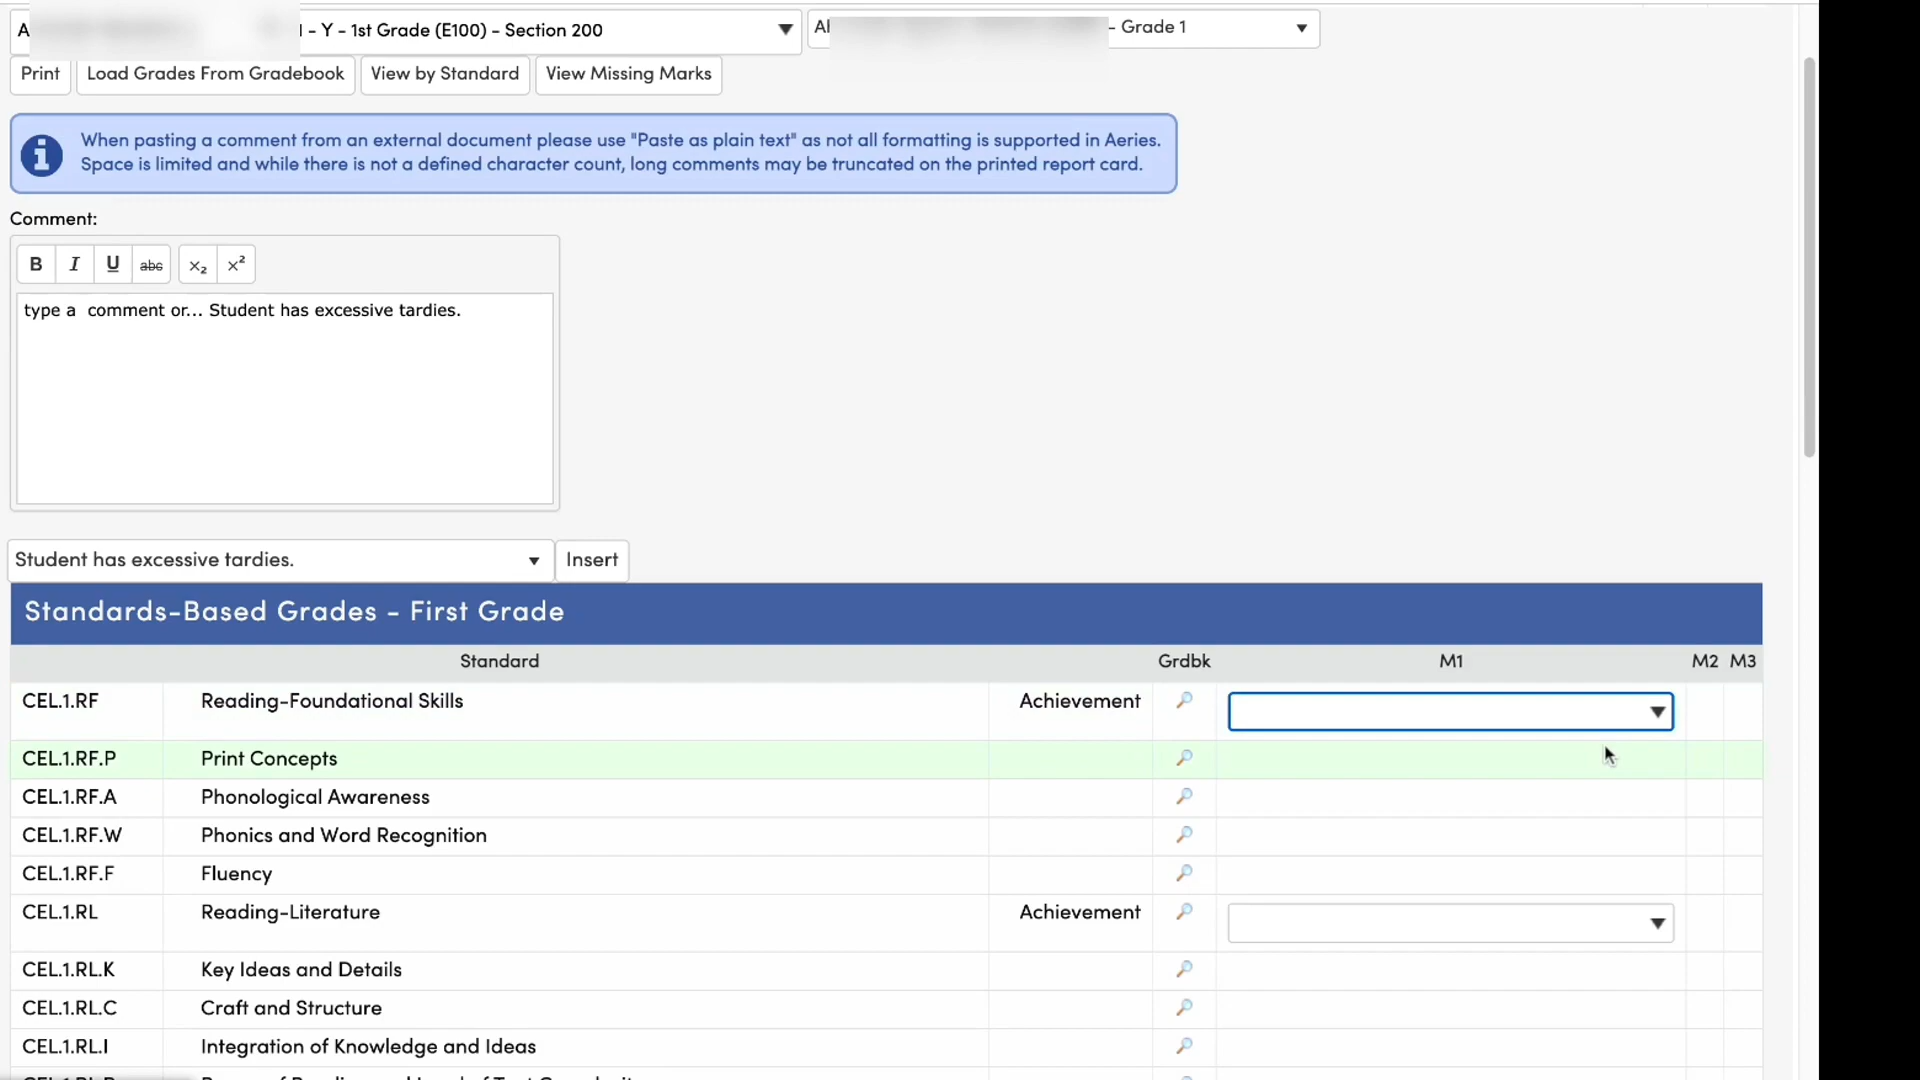 - Y - 1st Grade (E100) - Section 200
- Grade 1
Print
Load Grades From Gradebook
View by Standard
View Missing Marks
When pasting a comment from an external document please use "Paste as plain text" as not all formatting is supported in Aeries.
Space is limited and while there is not a defined character count, long comments may be truncated on the printed report card.
Comment:
B I U abc x₂ x²
type a  comment or... Student has excessive tardies.
Student has excessive tardies.
Insert
Standards-Based Grades - First Grade
Standard Grdbk M1 M2 M3
CEL.1.RF Reading-Foundational Skills Achievement
CEL.1.RF.P Print Concepts
CEL.1.RF.A Phonological Awareness
CEL.1.RF.W Phonics and Word Recognition
CEL.1.RF.F Fluency
CEL.1.RL Reading-Literature Achievement
CEL.1.RL.K Key Ideas and Details
CEL.1.RL.C Craft and Structure
CEL.1.RL.I Integration of Knowledge and Ideas